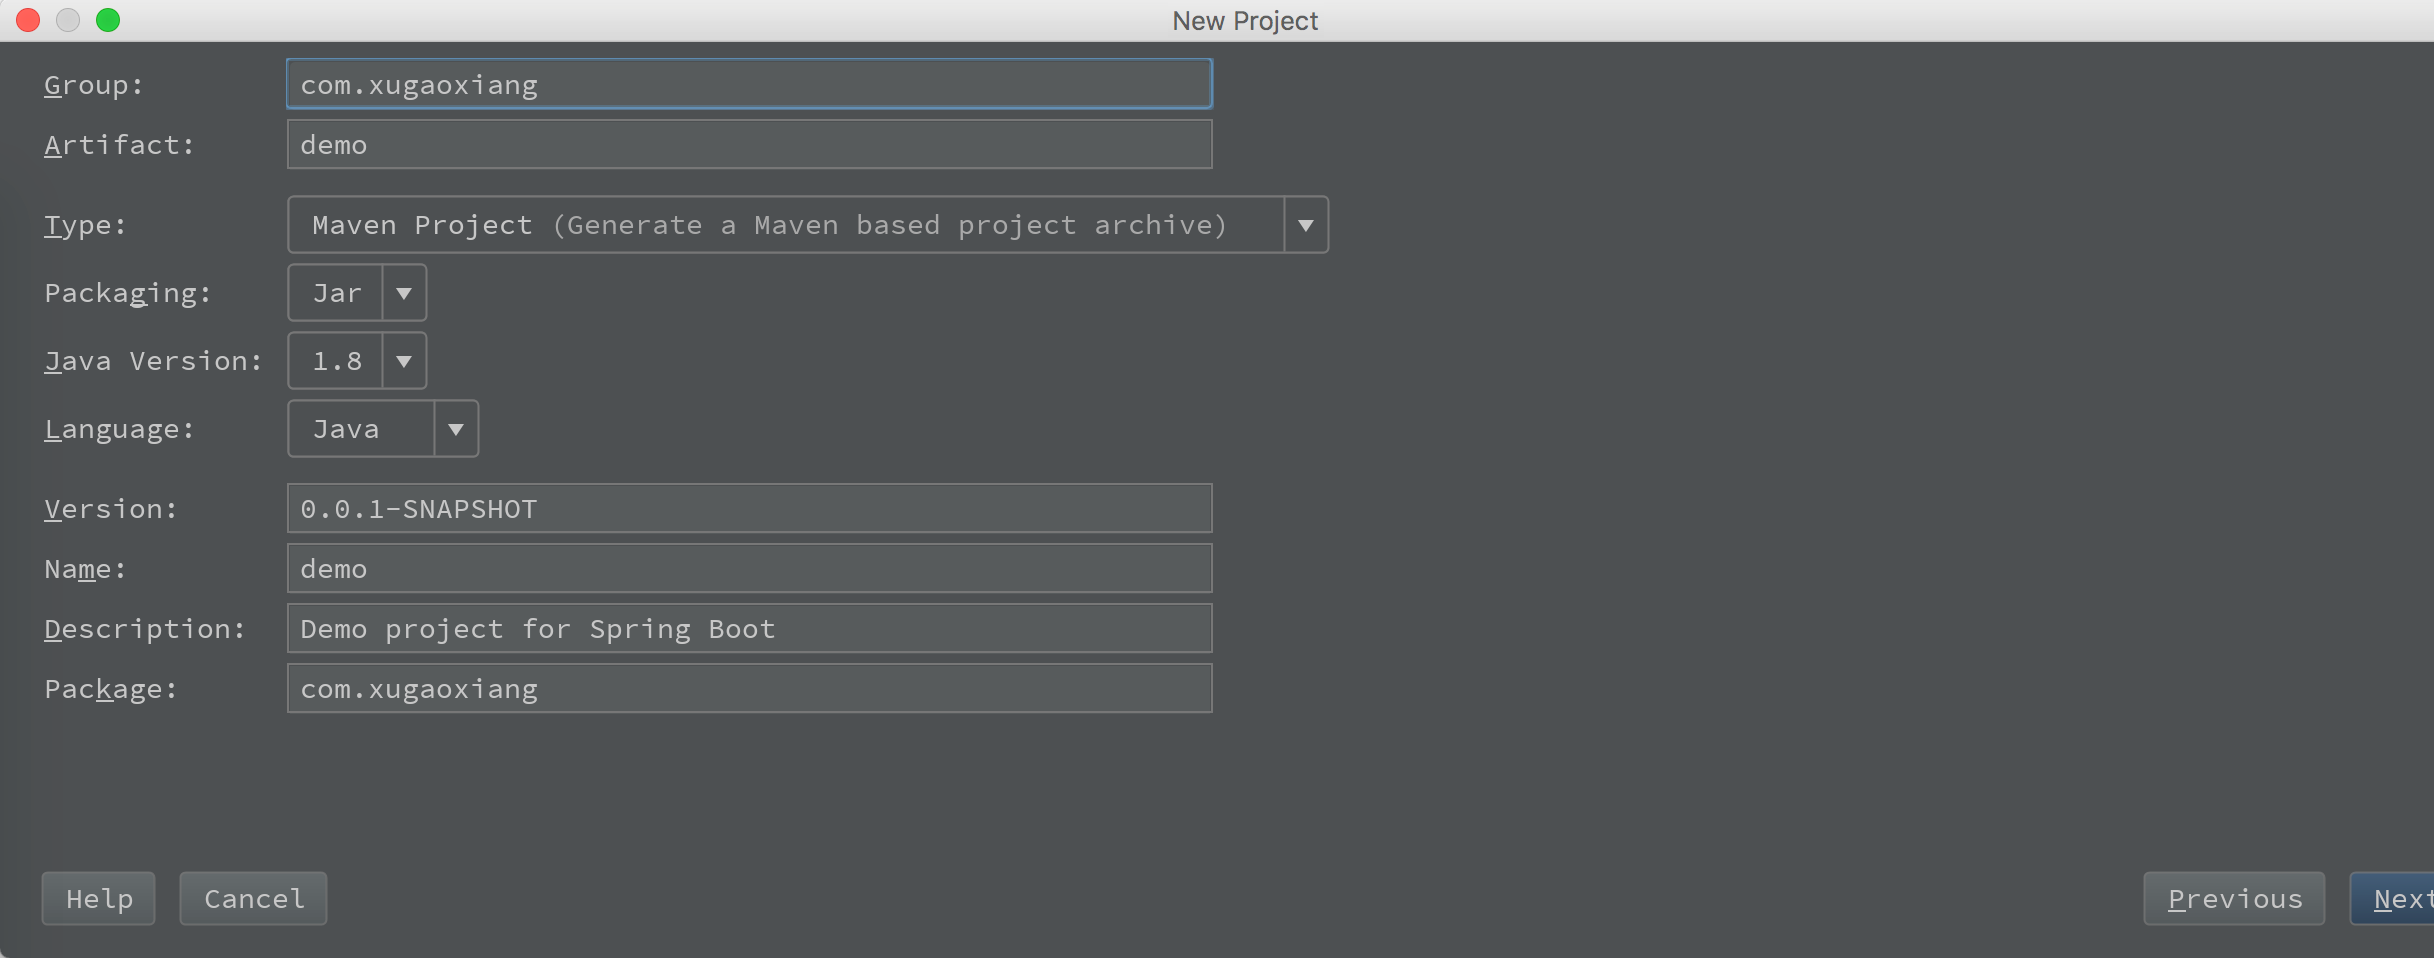 New Project
Group: com.xugaoxiang
Artifact: demo
Type: Maven Project (Generate a Maven based project archive)
Packaging: Jar
Java Version: 1.8
Language: Java
Version: 0.0.1-SNAPSHOT
Name: demo
Description: Demo project for Spring Boot
Package: com.xugaoxiang
Help Cancel Previous Next